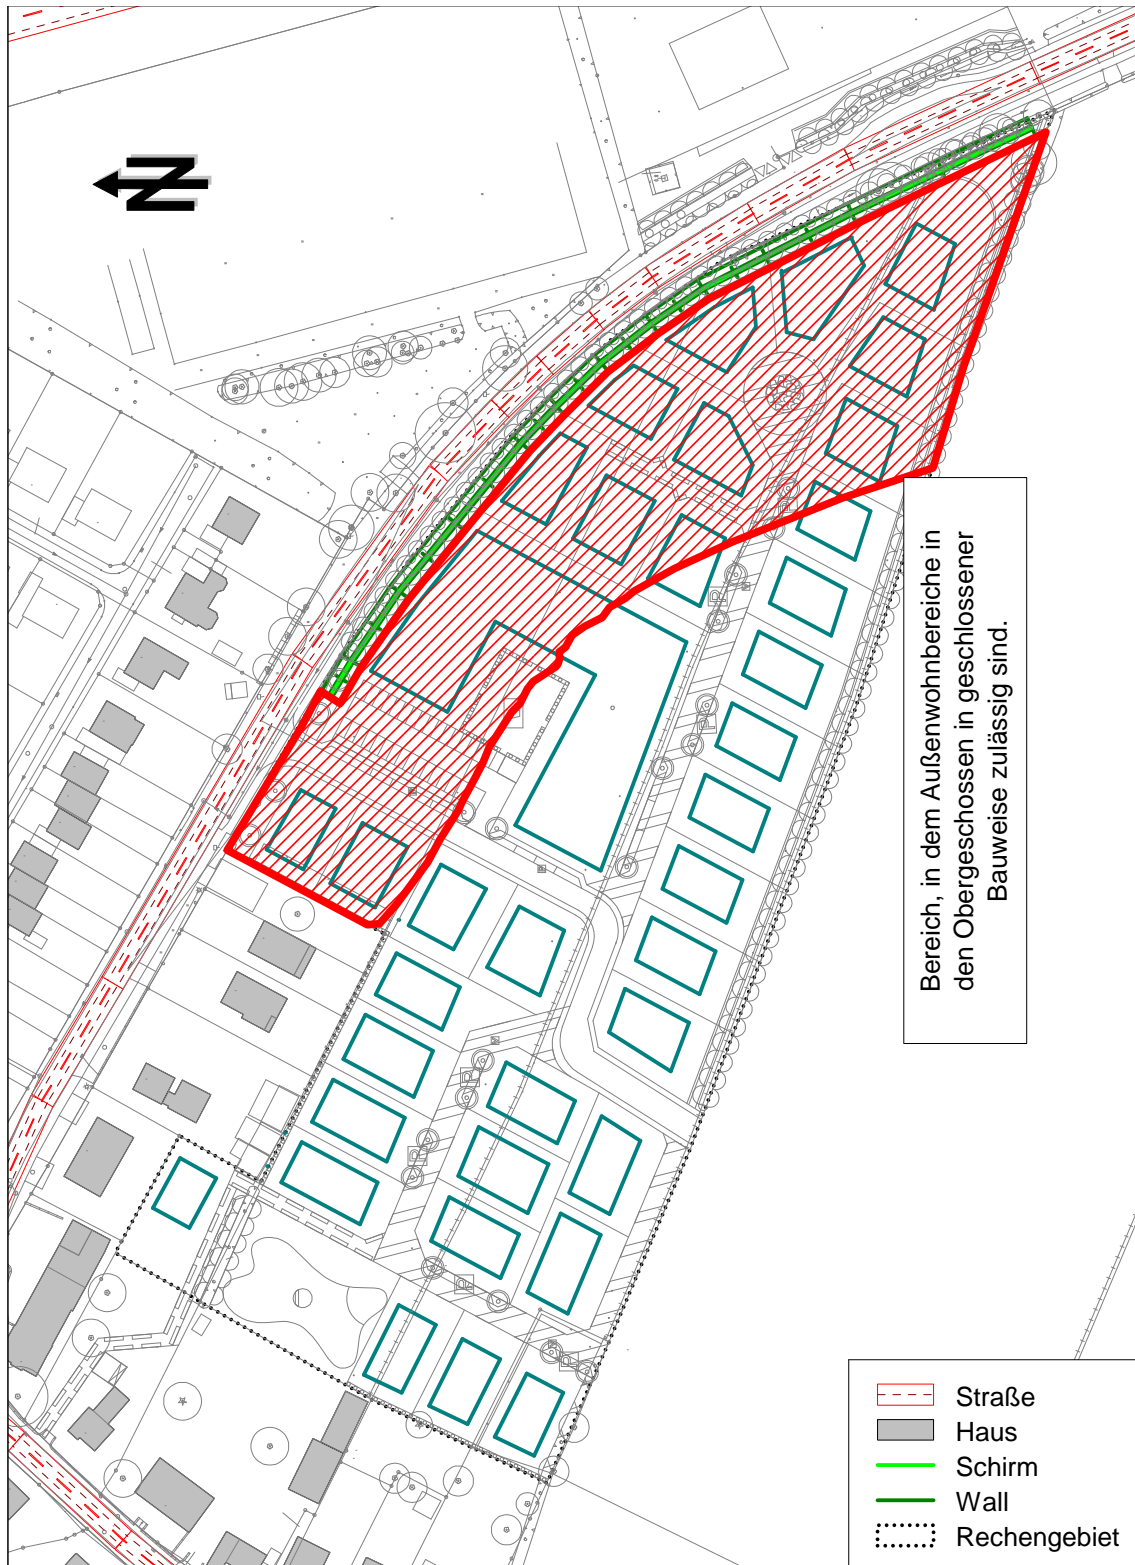 N
Bereich, in dem Außenwohnbereiche in
den Obergeschossen in geschlossener
Bauweise zulässig sind.
P
P
P
P
P
P
P
Straße
Haus
Schirm
Wall
Rechengebiet